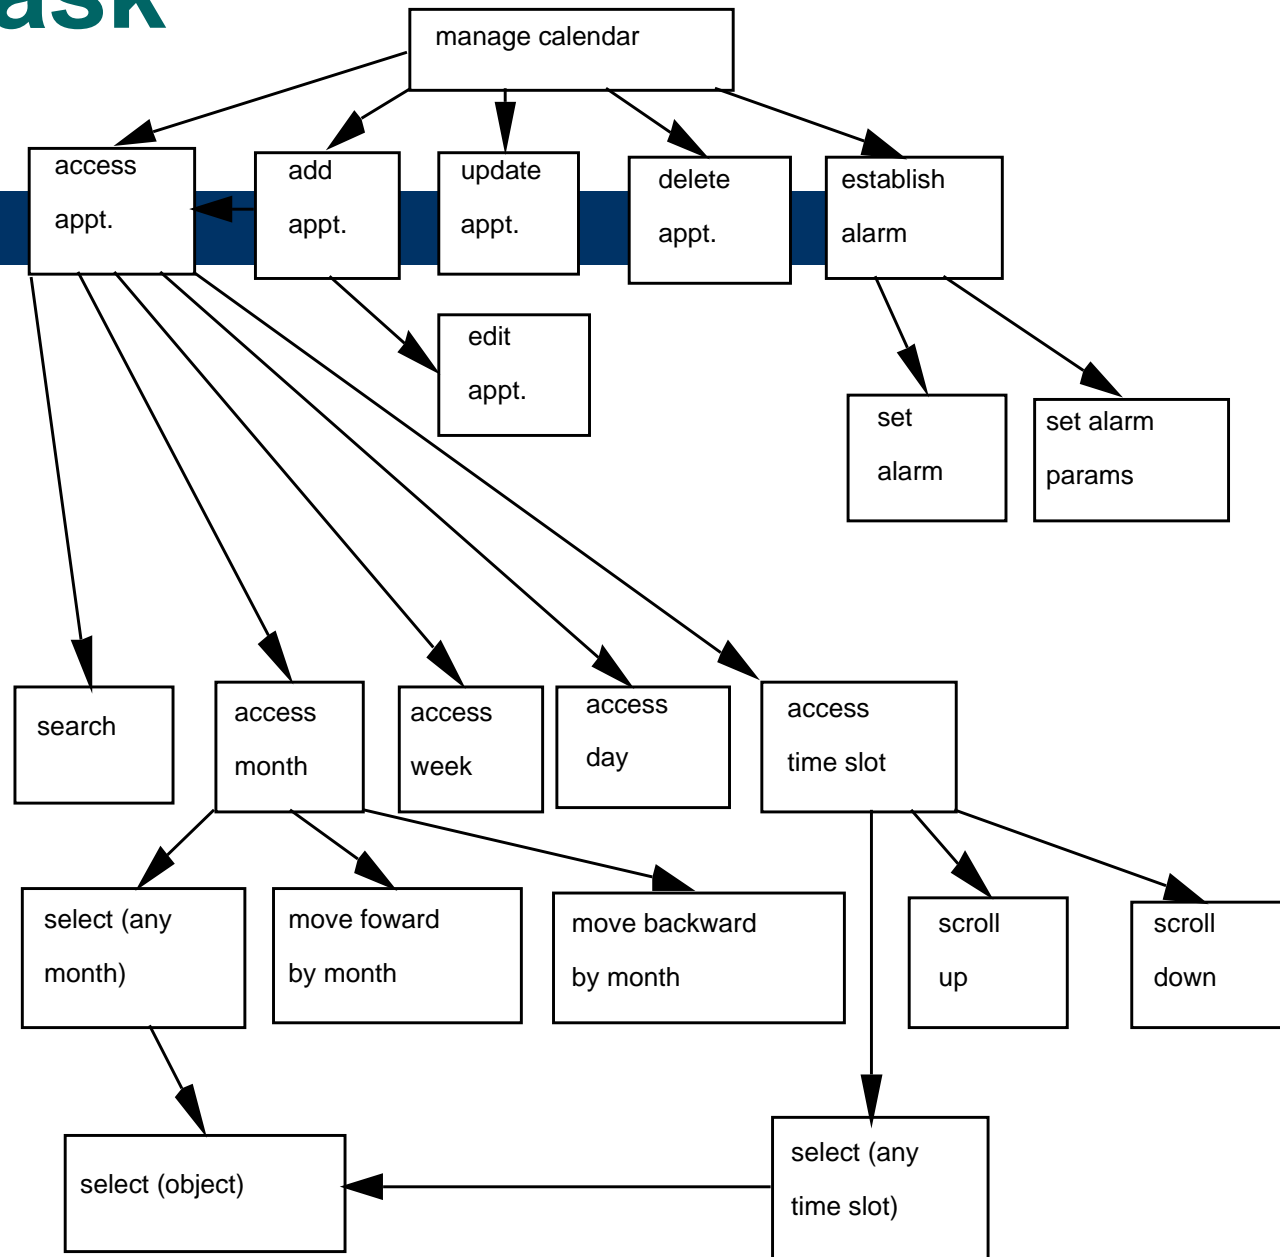 ask
manage calendar
access
appt.
add
appt.
update
appt.
delete
appt.
establish
alarm
edit
appt.
set
alarm
set alarm
params
search
access
month
access
week
access
day
access
time slot
select (any
month)
move foward
by month
move backward
by month
scroll
up
scroll
down
select (object)
select (any
time slot)